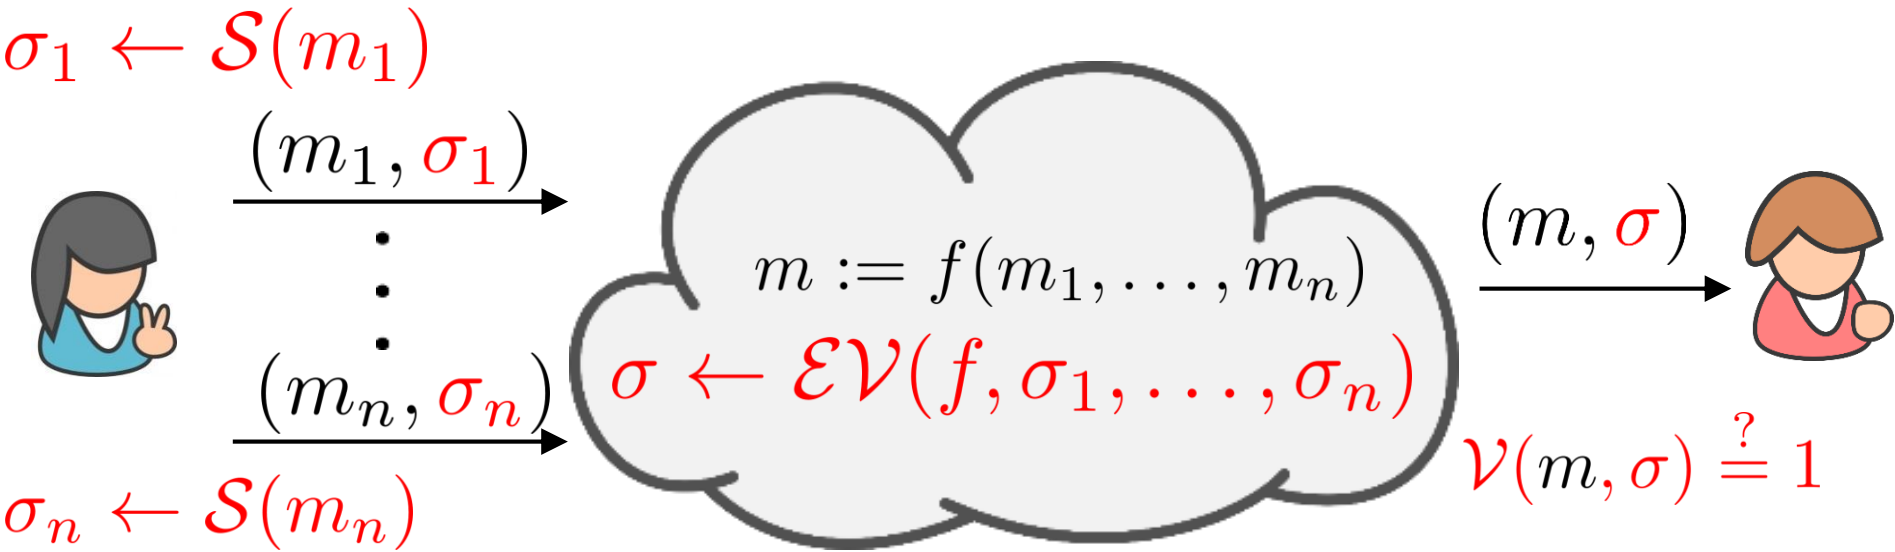 σ₁ ← 𝒮(m₁)
(m₁, σ₁)
⋮
(mₙ, σₙ)
σₙ ← 𝒮(mₙ)
m := f(m₁, . . . , mₙ)
σ ← ℰ𝒱(f, σ₁, . . . , σₙ)
(m, σ)
𝒱(m, σ) ≟ 1